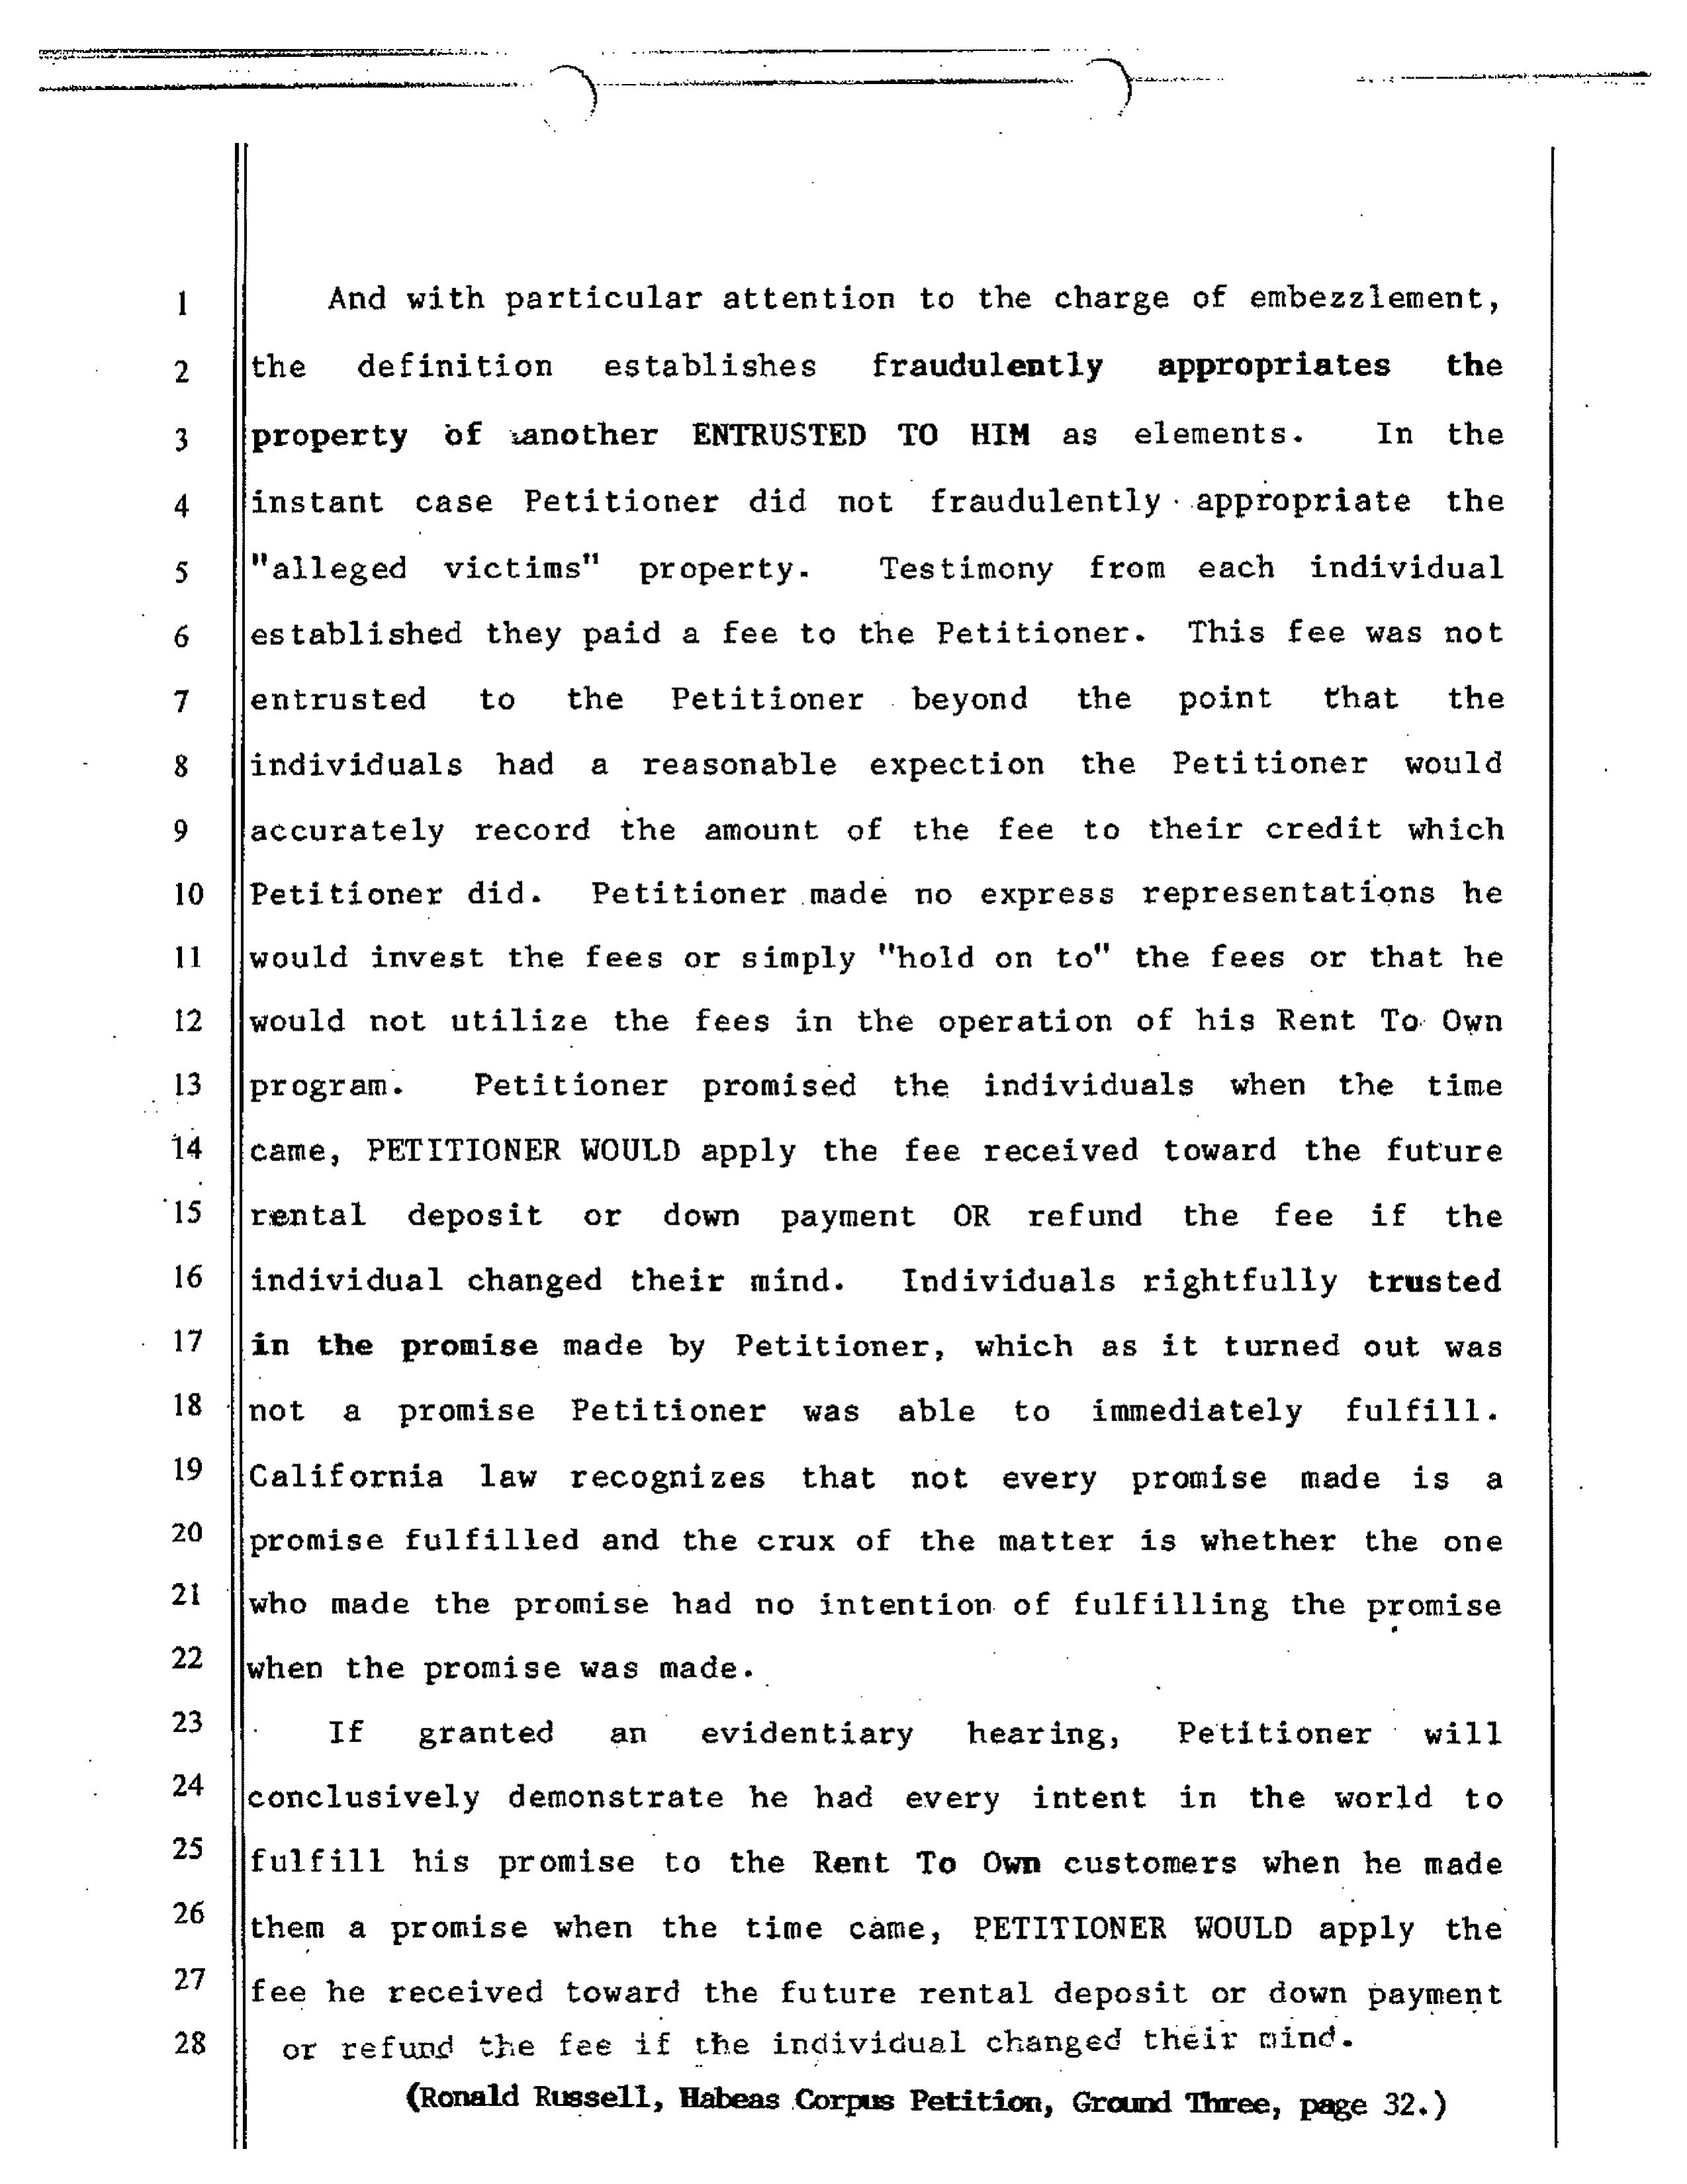 1 And with particular attention to the charge of embezzlement,
2 the definition establishes fraudulently appropriates the
3 property of another ENTRUSTED TO HIM as elements. In the
4 instant case Petitioner did not fraudulently appropriate the
5 "alleged victims" property. Testimony from each individual
6 established they paid a fee to the Petitioner. This fee was not
7 entrusted to the Petitioner beyond the point that the
8 individuals had a reasonable expection the Petitioner would
9 accurately record the amount of the fee to their credit which
10 Petitioner did. Petitioner made no express representations he
11 would invest the fees or simply "hold on to" the fees or that he
12 would not utilize the fees in the operation of his Rent To Own
13 program. Petitioner promised the individuals when the time
14 came, PETITIONER WOULD apply the fee received toward the future
15 rental deposit or down payment OR refund the fee if the
16 individual changed their mind. Individuals rightfully trusted
17 in the promise made by Petitioner, which as it turned out was
18 not a promise Petitioner was able to immediately fulfill.
19 California law recognizes that not every promise made is a
20 promise fulfilled and the crux of the matter is whether the one
21 who made the promise had no intention of fulfilling the promise
22 when the promise was made.
23 If granted an evidentiary hearing, Petitioner will
24 conclusively demonstrate he had every intent in the world to
25 fulfill his promise to the Rent To Own customers when he made
26 them a promise when the time came, PETITIONER WOULD apply the
27 fee he received toward the future rental deposit or down payment
28 or refund the fee if the individual changed their mind.
(Ronald Russell, Habeas Corpus Petition, Ground Three, page 32.)